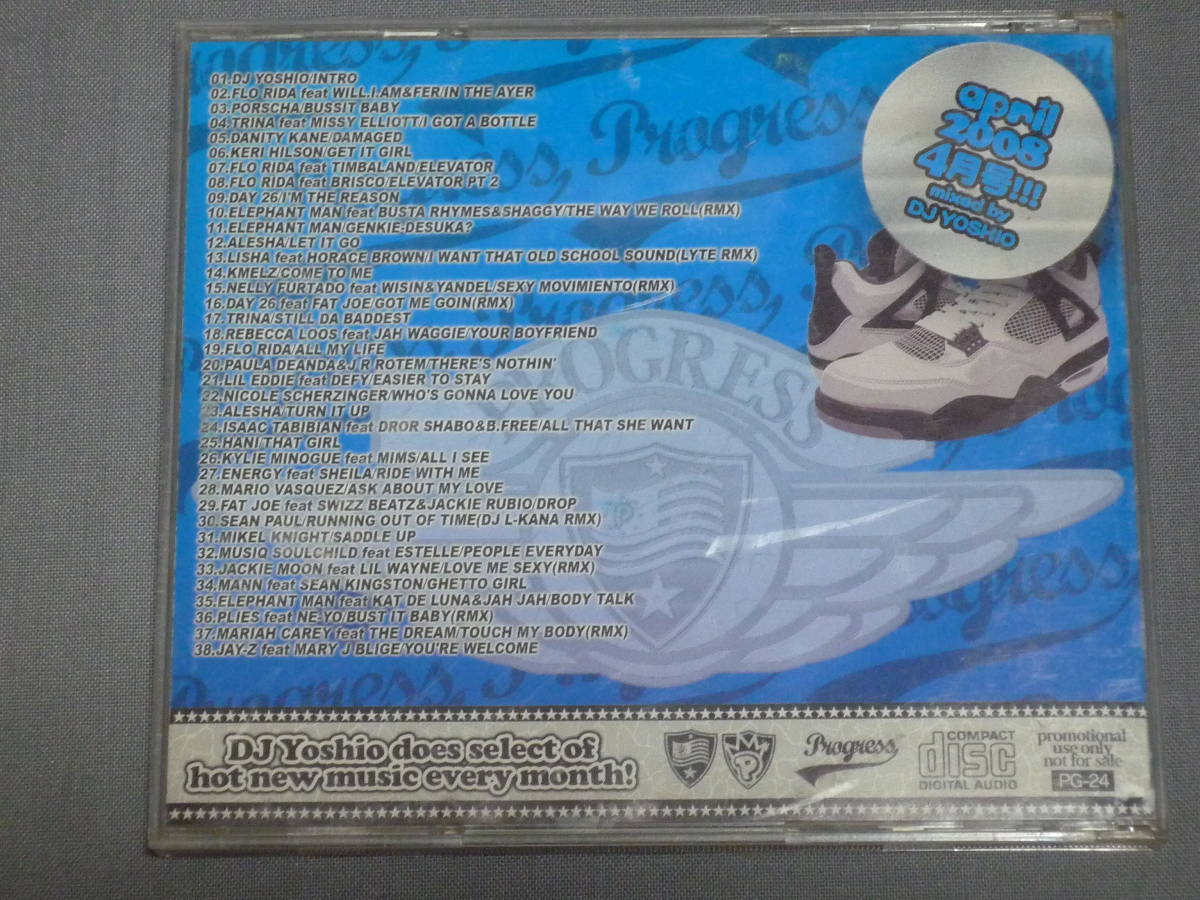 01.DJ YOSHIO/INTRO
02.FLO RIDA feat WILL.I.AM&FER/IN THE AYER
03.PORSCHA/BUSSIT BABY
04.TRINA feat MISSY ELLIOTT/I GOT A BOTTLE
05.DANITY KANE/DAMAGED
06.KERI HILSON/GET IT GIRL
07.FLO RIDA feat TIMBALAND/ELEVATOR
08.FLO RIDA feat BRISCO/ELEVATOR PT 2
09.DAY 26/I'M THE REASON
10.ELEPHANT MAN feat BUSTA RHYMES&SHAGGY/THE WAY WE ROLL(RMX)
11.ELEPHANT MAN/GENKIE-DESUKA?
12.ALESHA/LET IT GO
13.LISHA feat HORACE BROWN/I WANT THAT OLD SCHOOL SOUND(LYTE RMX)
14.KMELZ/COME TO ME
15.NELLY FURTADO feat WISIN&YANDEL/SEXY MOVIMIENTO(RMX)
16.DAY 26 feat FAT JOE/GOT ME GOIN(RMX)
17.TRINA/STILL DA BADDEST
18.REBECCA LOOS feat JAH WAGGIE/YOUR BOYFRIEND
19.FLO RIDA/ALL MY LIFE
20.PAULA DEANDA&J R ROTEM/THERE'S NOTHIN'
21.LIL EDDIE feat DEFY/EASIER TO STAY
22.NICOLE SCHERZINGER/WHO'S GONNA LOVE YOU
23.ALESHA/TURN IT UP
24.ISAAC TABIBIAN feat DROR SHABO&B.FREE/ALL THAT SHE WANT
25.HANI/THAT GIRL
26.KYLIE MINOGUE feat MIMS/ALL I SEE
27.ENERGY feat SHEILA/RIDE WITH ME
28.MARIO VASQUEZ/ASK ABOUT MY LOVE
29.FAT JOE feat SWIZZ BEATZ&JACKIE RUBIO/DROP
30.SEAN PAUL/RUNNING OUT OF TIME(DJ L-KANA RMX)
31.MIKEL KNIGHT/SADDLE UP
32.MUSIQ SOULCHILD feat ESTELLE/PEOPLE EVERYDAY
33.JACKIE MOON feat LIL WAYNE/LOVE ME SEXY(RMX)
34.MANN feat SEAN KINGSTON/GHETTO GIRL
35.ELEPHANT MAN feat KAT DE LUNA&JAH JAH/BODY TALK
36.PLIES feat NE-YO/BUST IT BABY(RMX)
37.MARIAH CAREY feat THE DREAM/TOUCH MY BODY(RMX)
38.JAY-Z feat MARY J BLIGE/YOU'RE WELCOME
april
2008
4月号!!!
mixed by
DJ YOSHIO
Progress,
PROGRESS
DJ Yoshio does select of
hot new music every month!
P
Progress
COMPACT
disc
DIGITAL AUDIO
promotional
use only
not for sale
PG-24